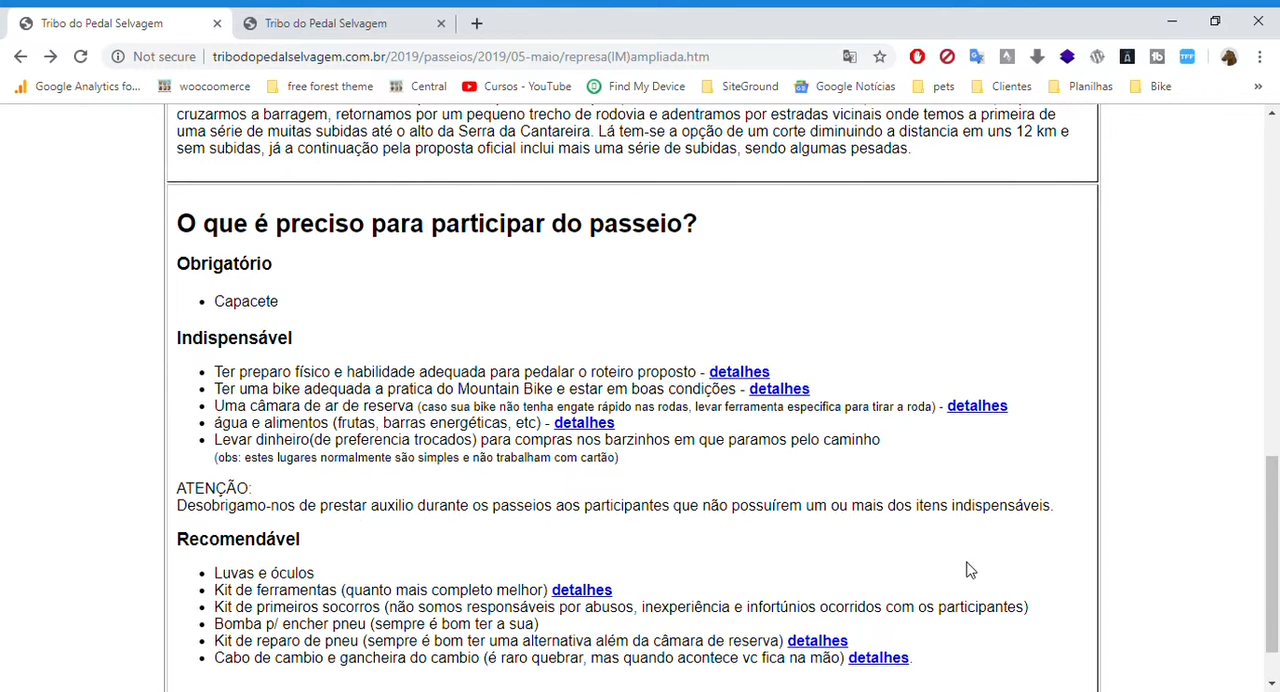 Tribo do Pedal Selvagem
Tribo do Pedal Selvagem
Not secure
tribodopedalselvagem.com.br/2019/passeios/2019/05-maio/represa(IM)ampliada.htm
Google Analytics fo...
woocoomerce
free forest theme
Central
Cursos - YouTube
Find My Device
SiteGround
Google Notícias
pets
Clientes
Planilhas
Bike
»
cruzarmos a barragem, retornamos por um pequeno trecho de rodovia e adentramos por estradas vicinais onde temos a primeira de
uma série de muitas subidas até o alto da Serra da Cantareira. Lá tem-se a opção de um corte diminuindo a distancia em uns 12 km e
sem subidas, já a continuação pela proposta oficial inclui mais uma série de subidas, sendo algumas pesadas.
O que é preciso para participar do passeio?
Obrigatório
• Capacete
Indispensável
• Ter preparo físico e habilidade adequada para pedalar o roteiro proposto - detalhes
• Ter uma bike adequada a pratica do Mountain Bike e estar em boas condições - detalhes
• Uma câmara de ar de reserva (caso sua bike não tenha engate rápido nas rodas, levar ferramenta especifica para tirar a roda) - detalhes
• água e alimentos (frutas, barras energéticas, etc) - detalhes
• Levar dinheiro(de preferencia trocados) para compras nos barzinhos em que paramos pelo caminho
(obs: estes lugares normalmente são simples e não trabalham com cartão)
ATENÇÃO:
Desobrigamo-nos de prestar auxilio durante os passeios aos participantes que não possuírem um ou mais dos itens indispensáveis.
Recomendável
• Luvas e óculos
• Kit de ferramentas (quanto mais completo melhor) detalhes
• Kit de primeiros socorros (não somos responsáveis por abusos, inexperiência e infortúnios ocorridos com os participantes)
• Bomba p/ encher pneu (sempre é bom ter a sua)
• Kit de reparo de pneu (sempre é bom ter uma alternativa além da câmara de reserva) detalhes
• Cabo de cambio e gancheira do cambio (é raro quebrar, mas quando acontece vc fica na mão) detalhes.